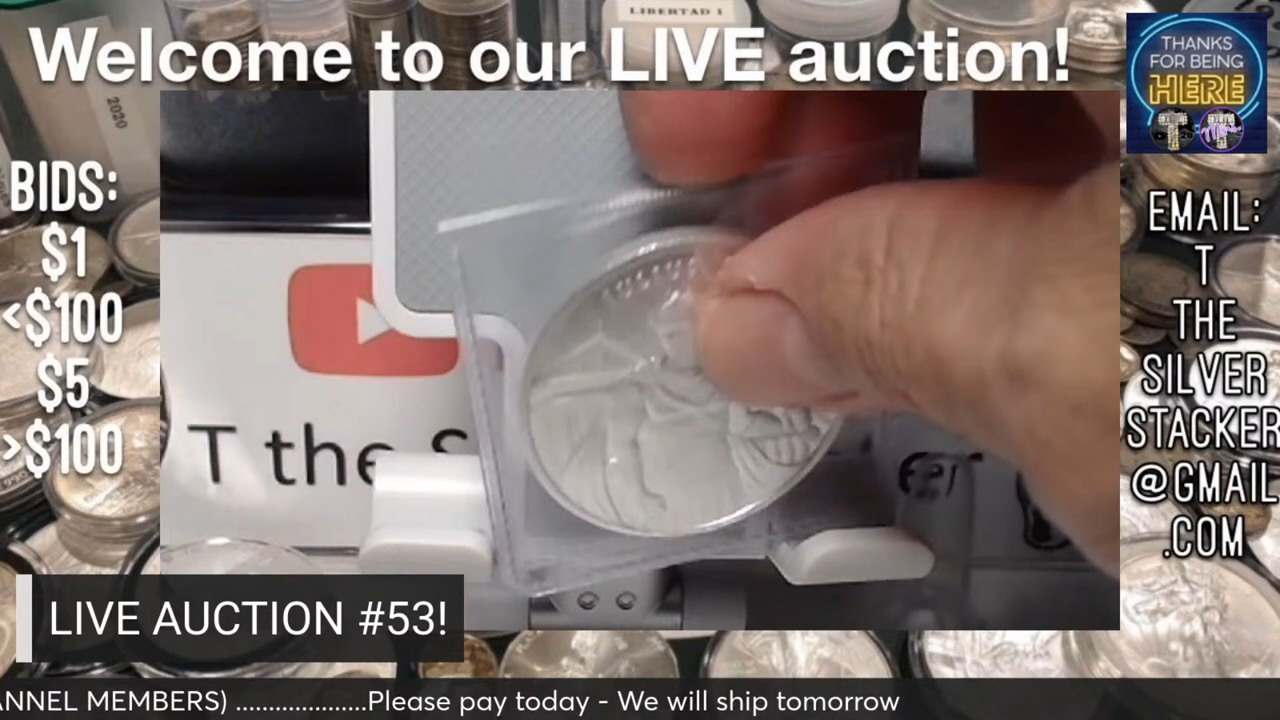 LIBERTAD 1
Welcome to our LIVE auction!
THANKS
FOR BEING
HERE
2020
BIDS:
$1
<$100
$5
>$100
EMAIL:
T
THE
SILVER
STACKER
@GMAIL
.COM
T the S
LIVE AUCTION #53!
ANNEL MEMBERS) ....................Please pay today - We will ship tomorrow